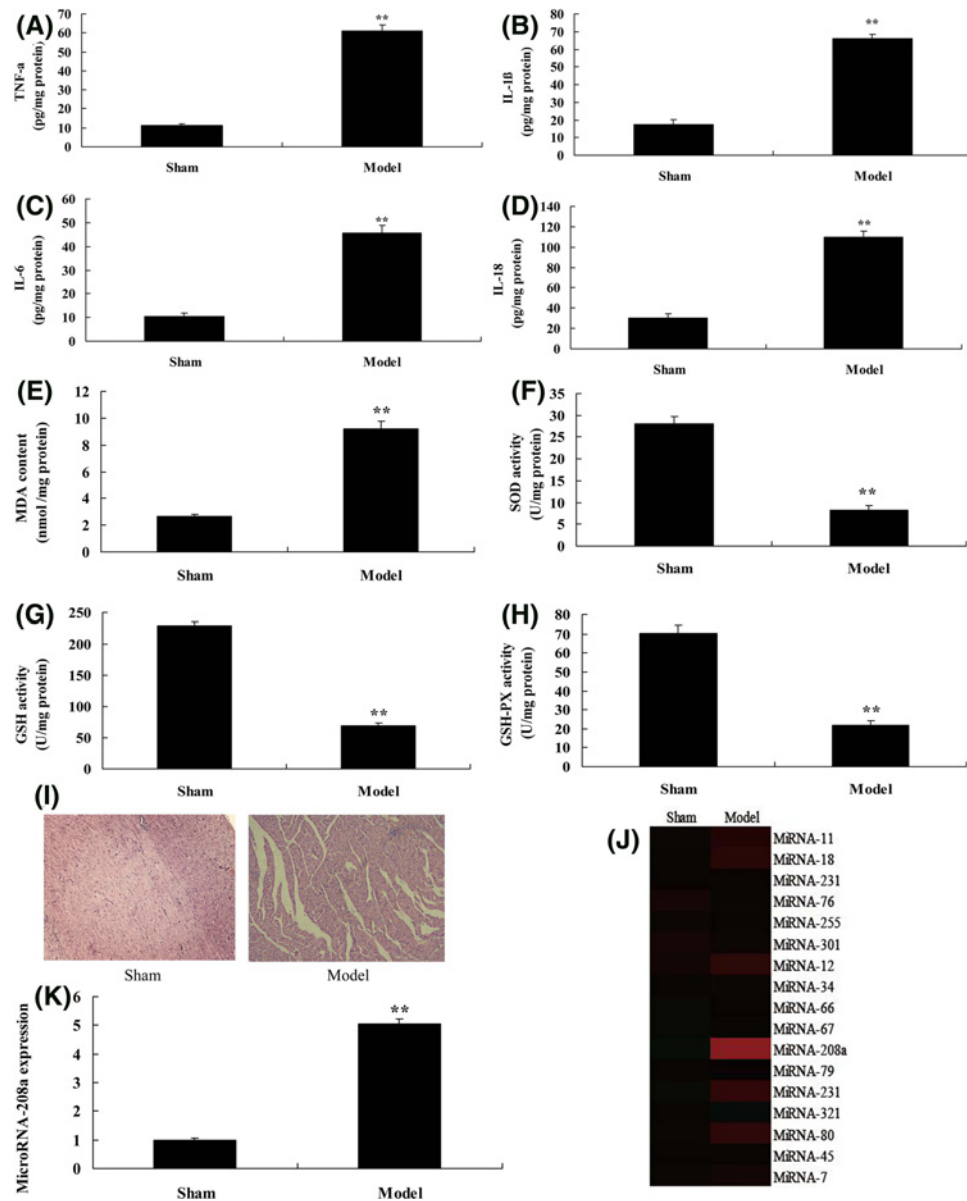 (A)
TNF-a
(pg/mg protein)
70
60
50
40
30
20
10
0
**
Sham Model
(B)
IL-1ß
(pg/mg protein)
80
70
60
50
40
30
20
10
0
**
Sham Model
(C)
IL-6
(pg/mg protein)
60
50
40
30
20
10
0
**
Sham Model
(D)
IL-18
(pg/mg protein)
140
120
100
80
60
40
20
0
**
Sham Model
(E)
MDA content
(nmol /mg protein)
12
10
8
6
4
2
0
**
Sham Model
(F)
SOD activity
(U/mg protein)
35
30
25
20
15
10
5
0
**
Sham Model
(G)
GSH activity
(U/mg protein)
250
200
150
100
50
0
**
Sham Model
(H)
GSH-PX activity
(U/mg protein)
80
70
60
50
40
30
20
10
0
**
Sham Model
(I)
Sham Model
(J)
Sham Model
MiRNA-11
MiRNA-18
MiRNA-231
MiRNA-76
MiRNA-255
MiRNA-301
MiRNA-12
MiRNA-34
MiRNA-66
MiRNA-67
MiRNA-208a
MiRNA-79
MiRNA-231
MiRNA-321
MiRNA-80
MiRNA-45
MiRNA-7
(K)
MicroRNA-208a expression
6
5
4
3
2
1
0
**
Sham Model